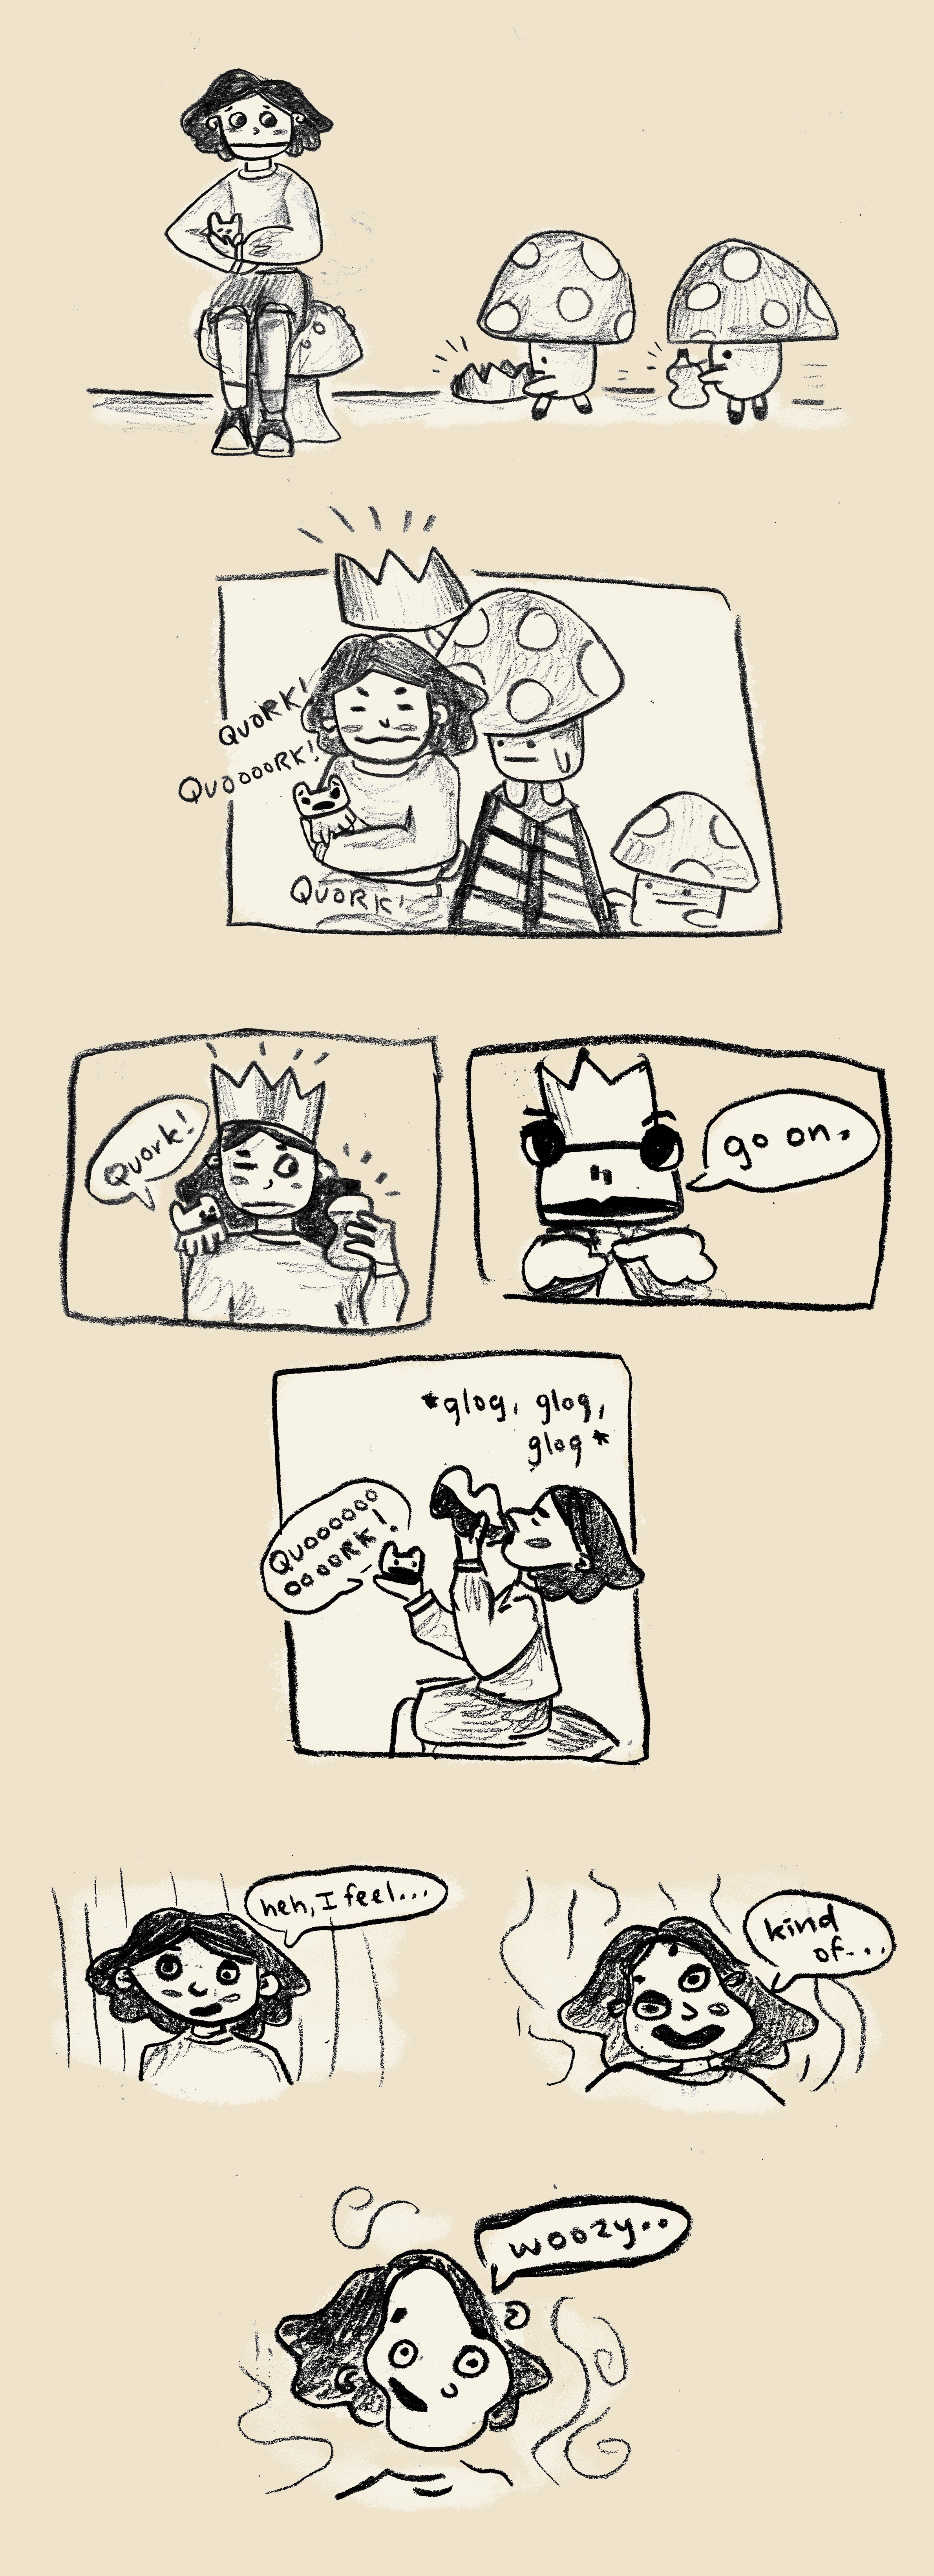 QUORK!
QUOOOORK!
QUORK!
Quork!
go on.
*glog, glog,
glog*
QUOOOOOO
OOOORK!
heh, I feel...
kind
of...
woozy..